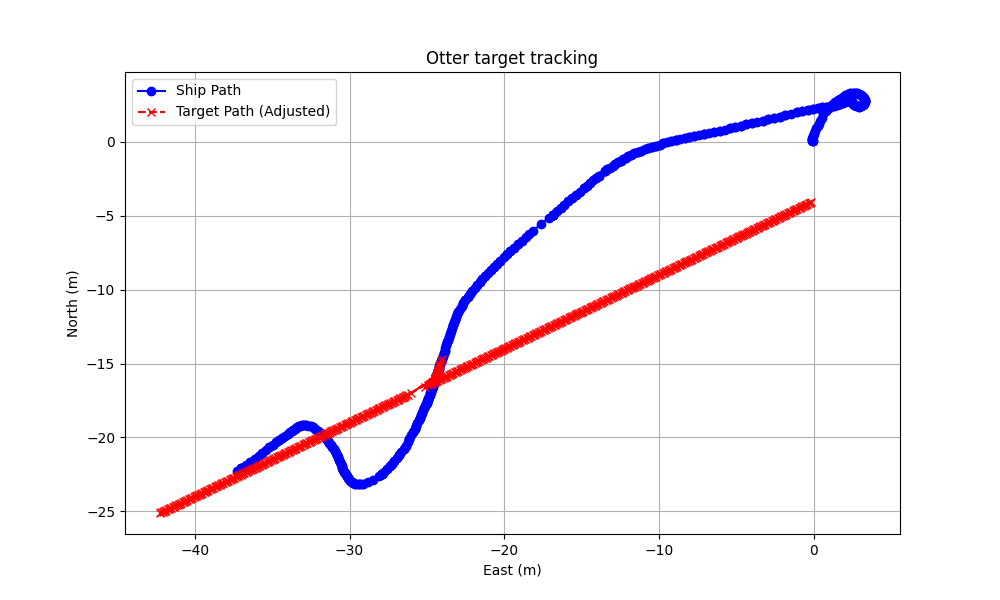 Otter target tracking
Ship Path
Target Path (Adjusted)
North (m)
0
−5
−10
−15
−20
−25
−40
−30
−20
−10
0
East (m)